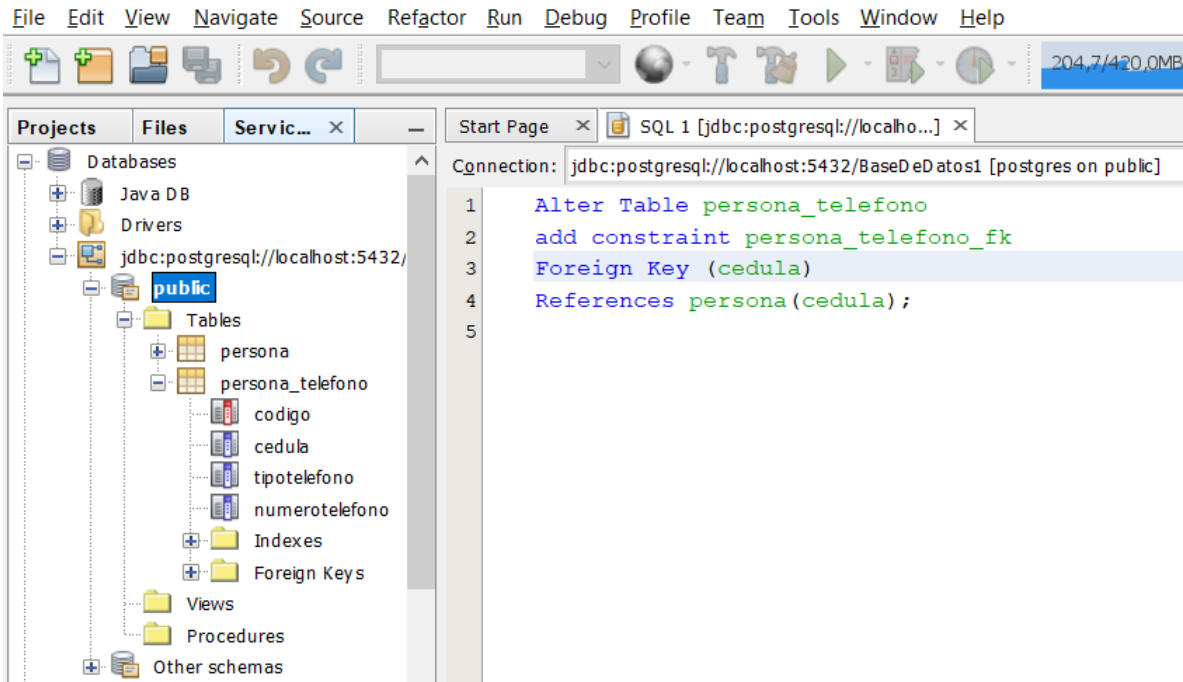 File Edit View Navigate Source Refactor Run Debug Profile Team Tools Window Help
204,7/420,0MB
Projects Files Servic...
Start Page SQL 1 [jdbc:postgresql://localho...]
Databases
Connection: jdbc:postgresql://localhost:5432/BaseDeDatos1 [postgres on public]
Java DB
Drivers
jdbc:postgresql://localhost:5432/
public
Tables
persona
persona_telefono
codigo
cedula
tipotelefono
numerotelefono
Indexes
Foreign Keys
Views
Procedures
Other schemas
1 Alter Table persona_telefono
2 add constraint persona_telefono_fk
3 Foreign Key (cedula)
4 References persona(cedula);
5